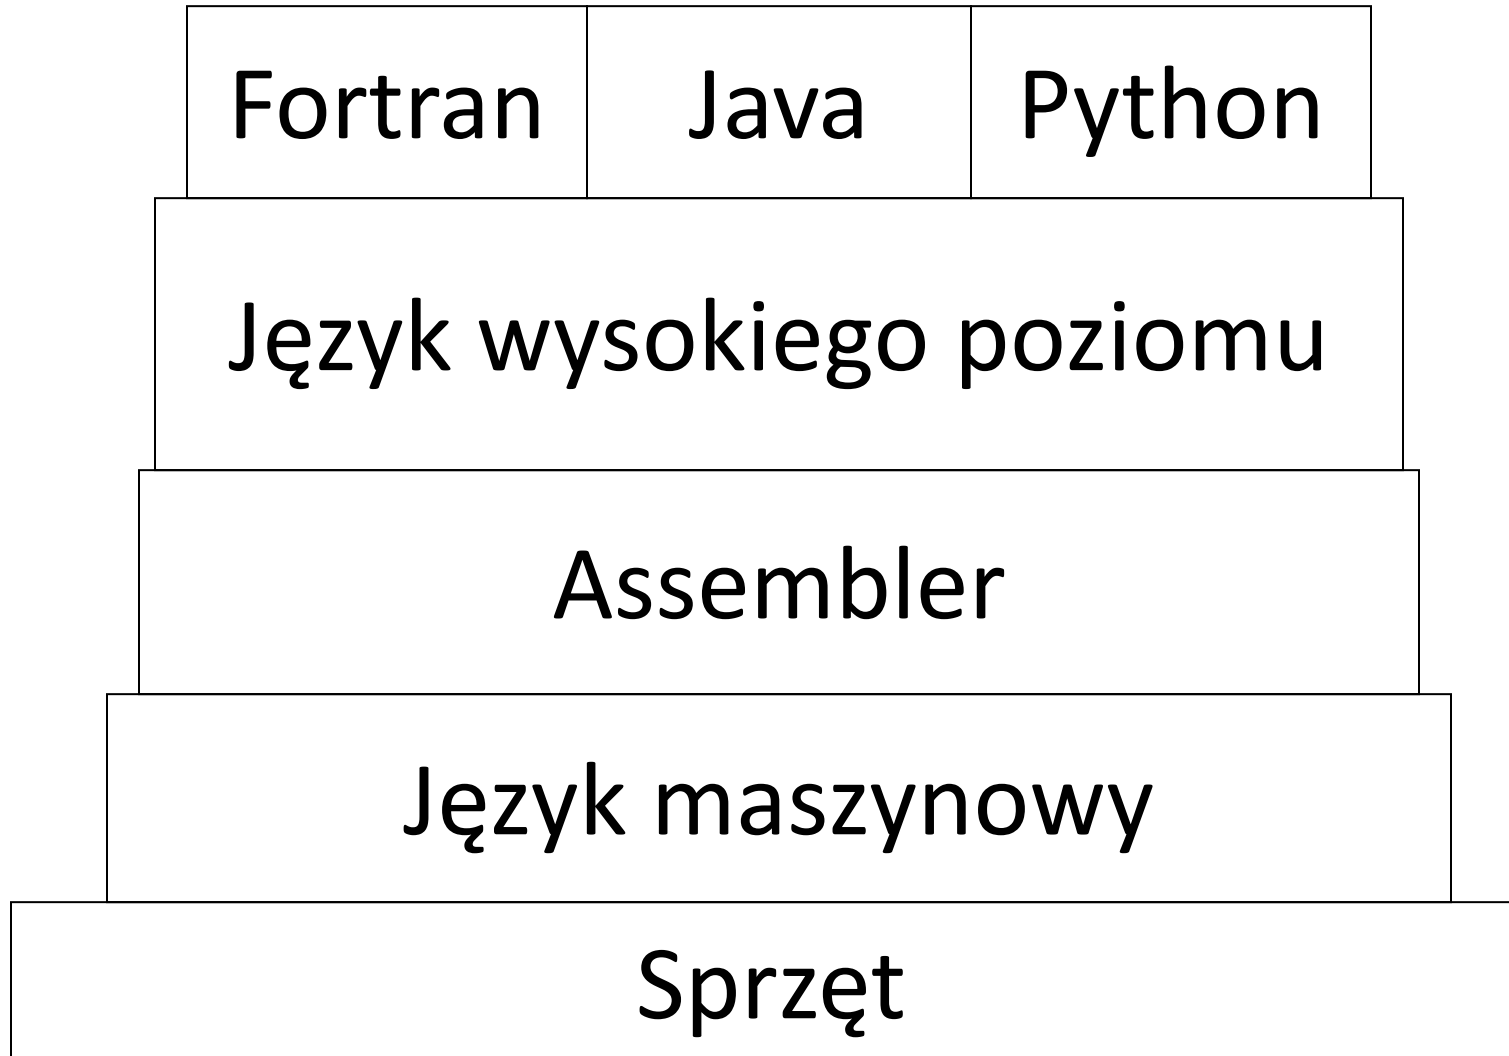 Fortran Java Python
Język wysokiego poziomu
Assembler
Język maszynowy
Sprzęt